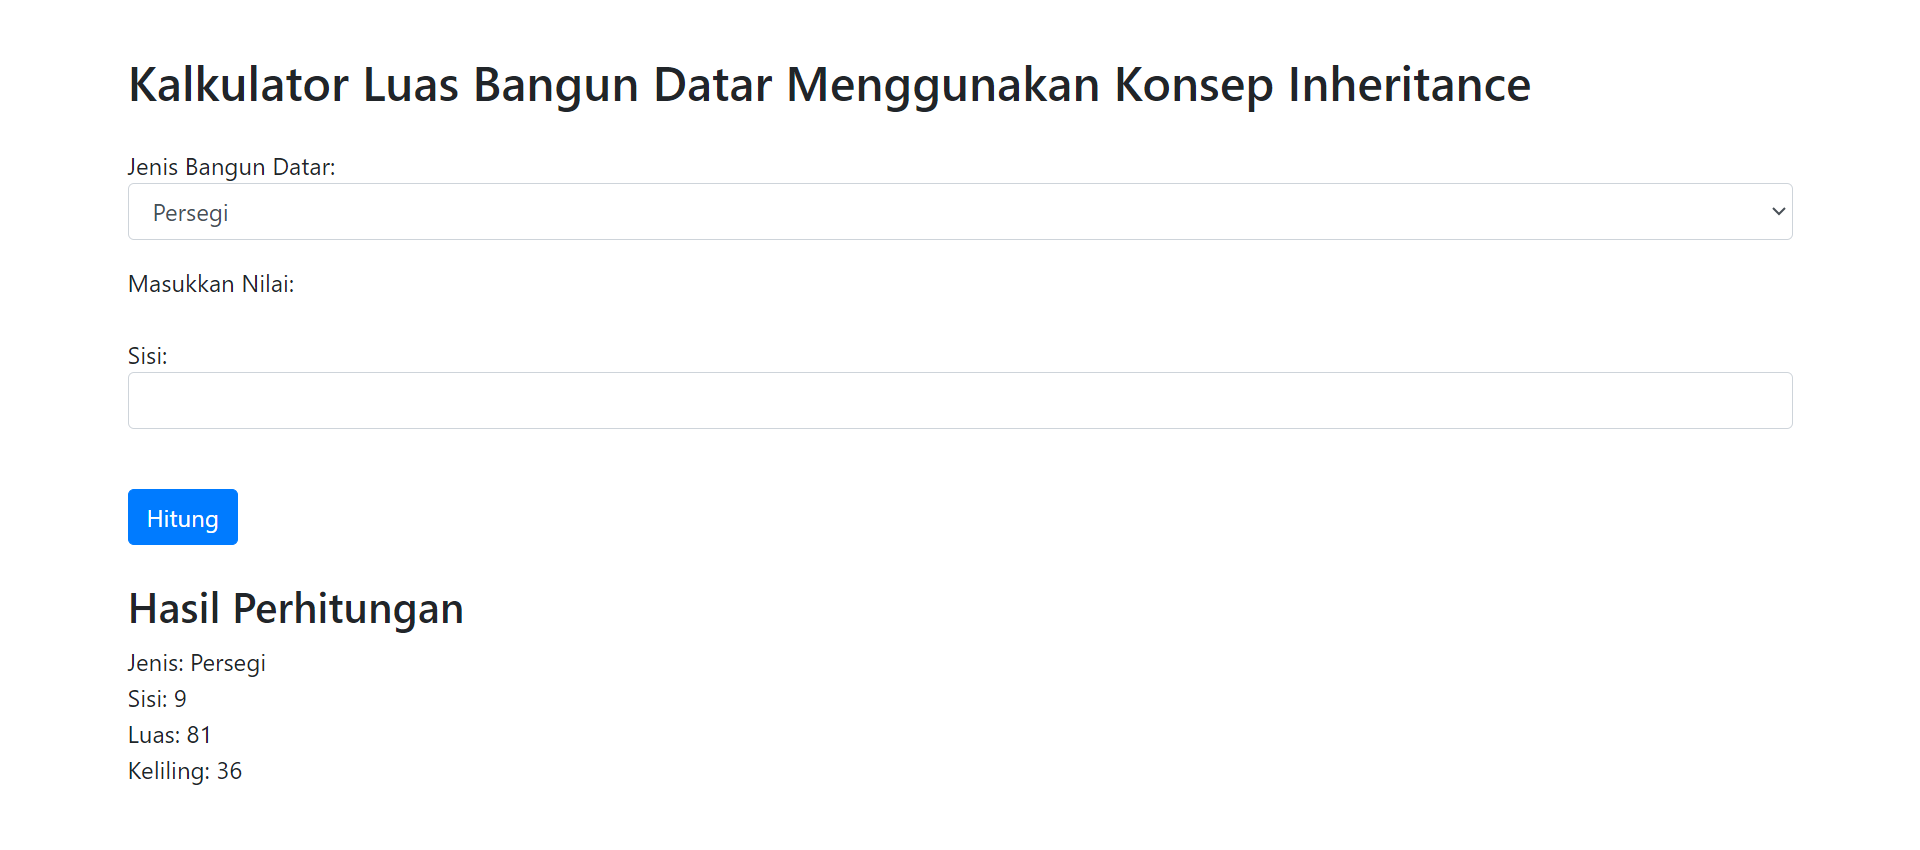 Kalkulator Luas Bangun Datar Menggunakan Konsep Inheritance
Jenis Bangun Datar:
Persegi
Masukkan Nilai:
Sisi:
Hitung
Hasil Perhitungan
Jenis: Persegi
Sisi: 9
Luas: 81
Keliling: 36